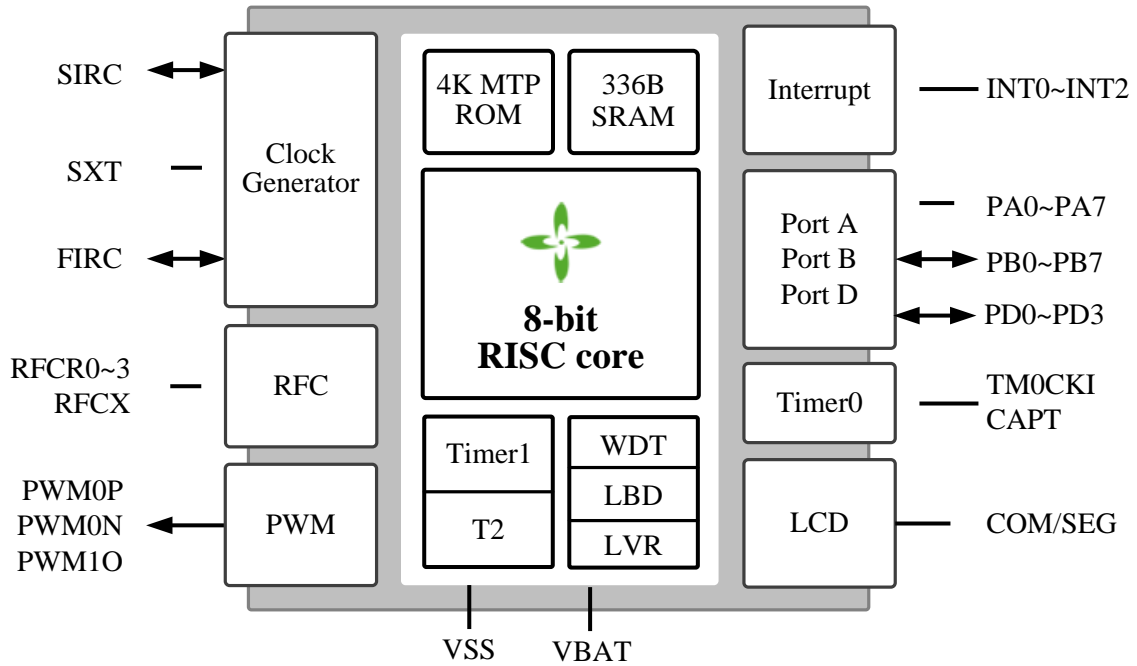 SIRC
SXT
FIRC
RFCR0~3
RFCX
PWM0P
PWM0N
PWM1O
Clock
Generator
RFC
PWM
4K MTP
ROM
336B
SRAM
8-bit
RISC core
Timer1
T2
WDT
LBD
LVR
VSS
VBAT
Interrupt
Port A
Port B
Port D
Timer0
LCD
INT0~INT2
PA0~PA7
PB0~PB7
PD0~PD3
TM0CKI
CAPT
COM/SEG